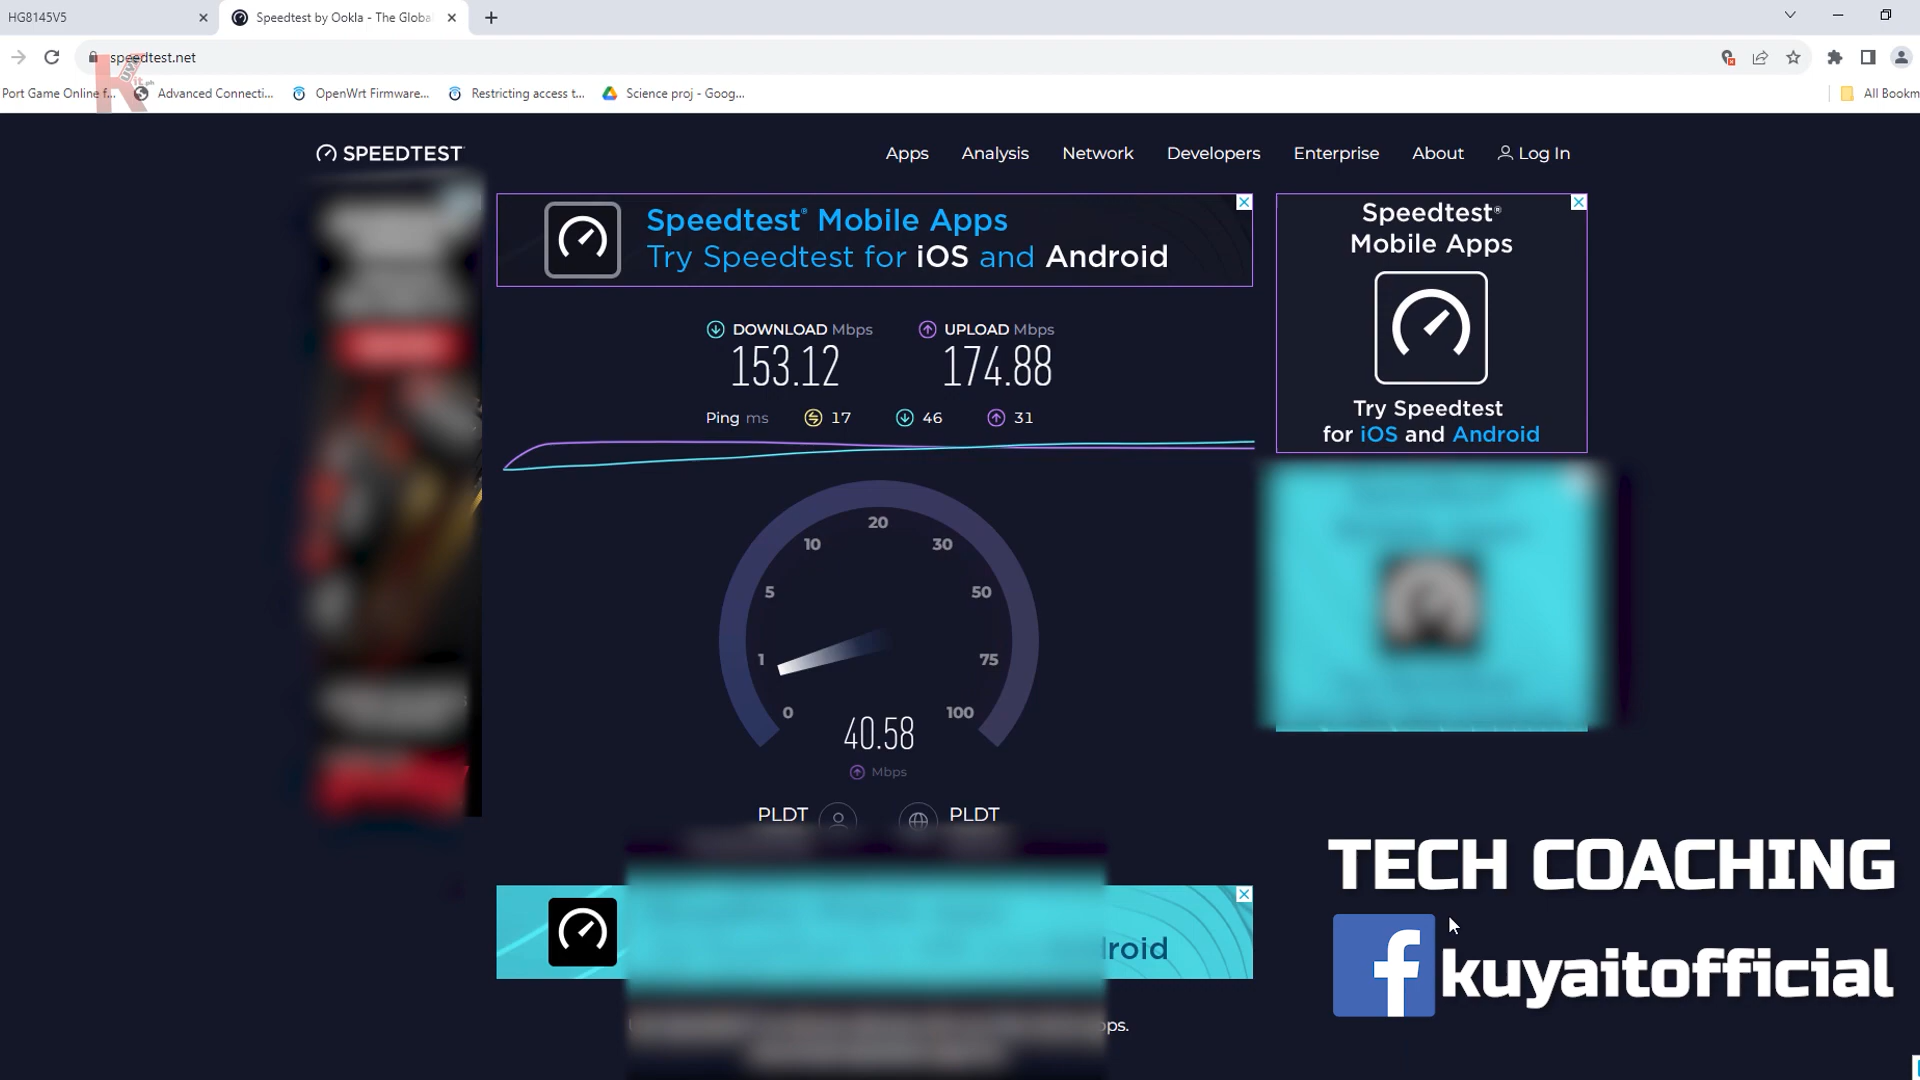 HG8145V5
Speedtest by Ookla - The Globa
speedtest.net
Port Game Online f...
Advanced Connecti...
OpenWrt Firmware...
Restricting access t...
Science proj - Goog...
All Bookm
SPEEDTEST
Apps
Analysis
Network
Developers
Enterprise
About
Log In
Speedtest® Mobile Apps
Try Speedtest for iOS and Android
Speedtest®
Mobile Apps
Try Speedtest
for iOS and Android
DOWNLOAD Mbps
153.12
UPLOAD Mbps
174.88
Ping ms 17 46 31
0
1
5
10
20
30
50
75
100
40.58
Mbps
PLDT
PLDT
droid
TECH COACHING
kuyaitofficial